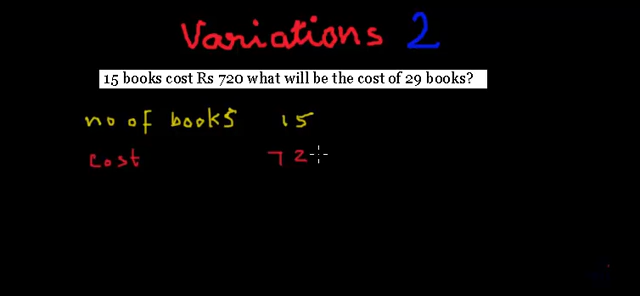 Variations 2
15 books cost Rs 720 what will be the cost of 29 books?
no of books 15
cost 72